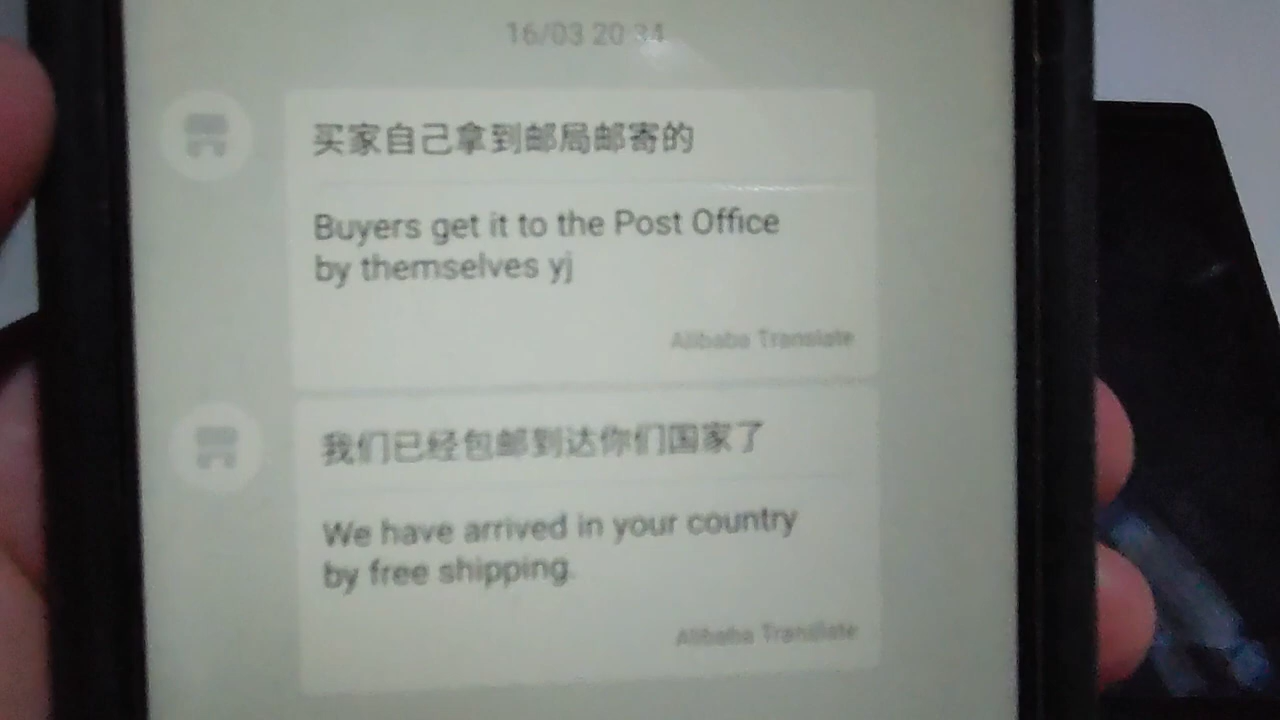 16/03 20:34
买家自己拿到邮局邮寄的
Buyers get it to the Post Office
by themselves yj
Alibaba Translate
我们已经包邮到达你们国家了
We have arrived in your country
by free shipping.
Alibaba Translate